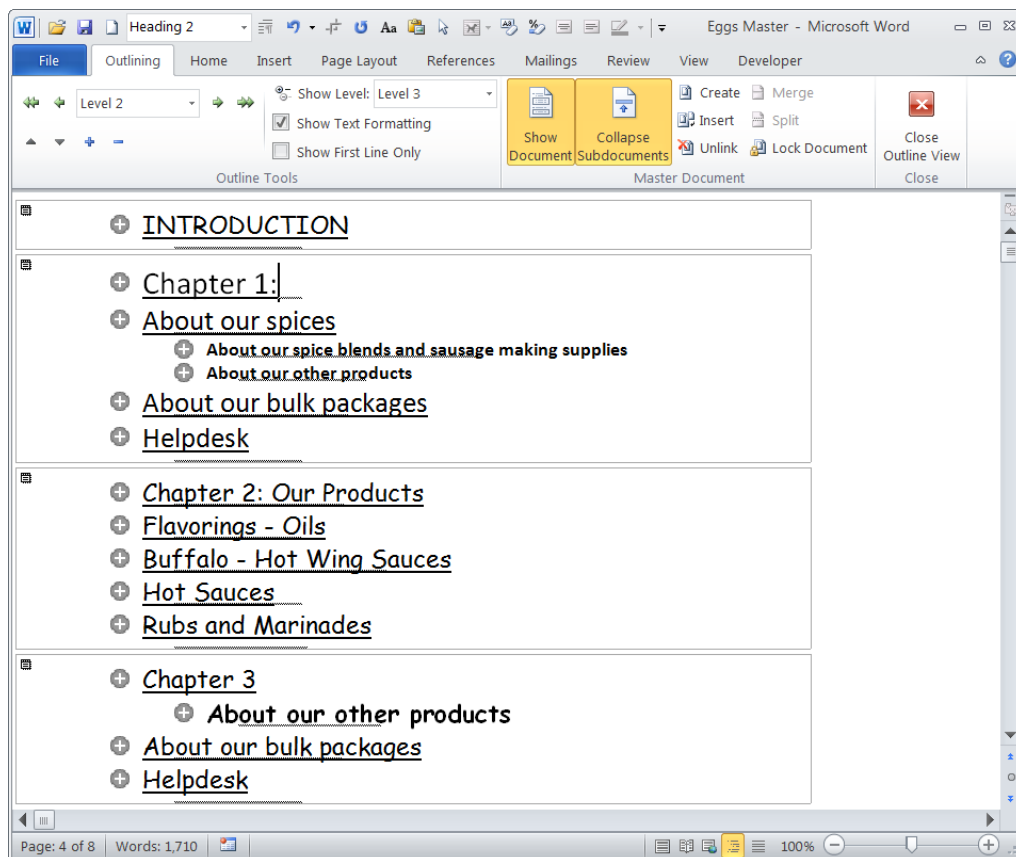 Heading 2
Aa
Eggs Master - Microsoft Word
File Outlining Home Insert Page Layout References Mailings Review View Developer
Level 2
Show Level: Level 3
Show Text Formatting
Show First Line Only
Outline Tools
Show Document
Collapse Subdocuments
Create
Insert
Unlink
Merge
Split
Lock Document
Master Document
Close Outline View
Close
INTRODUCTION
Chapter 1:
About our spices
About our spice blends and sausage making supplies
About our other products
About our bulk packages
Helpdesk
Chapter 2: Our Products
Flavorings - Oils
Buffalo - Hot Wing Sauces
Hot Sauces
Rubs and Marinades
Chapter 3
About our other products
About our bulk packages
Helpdesk
Page: 4 of 8 Words: 1,710 100%